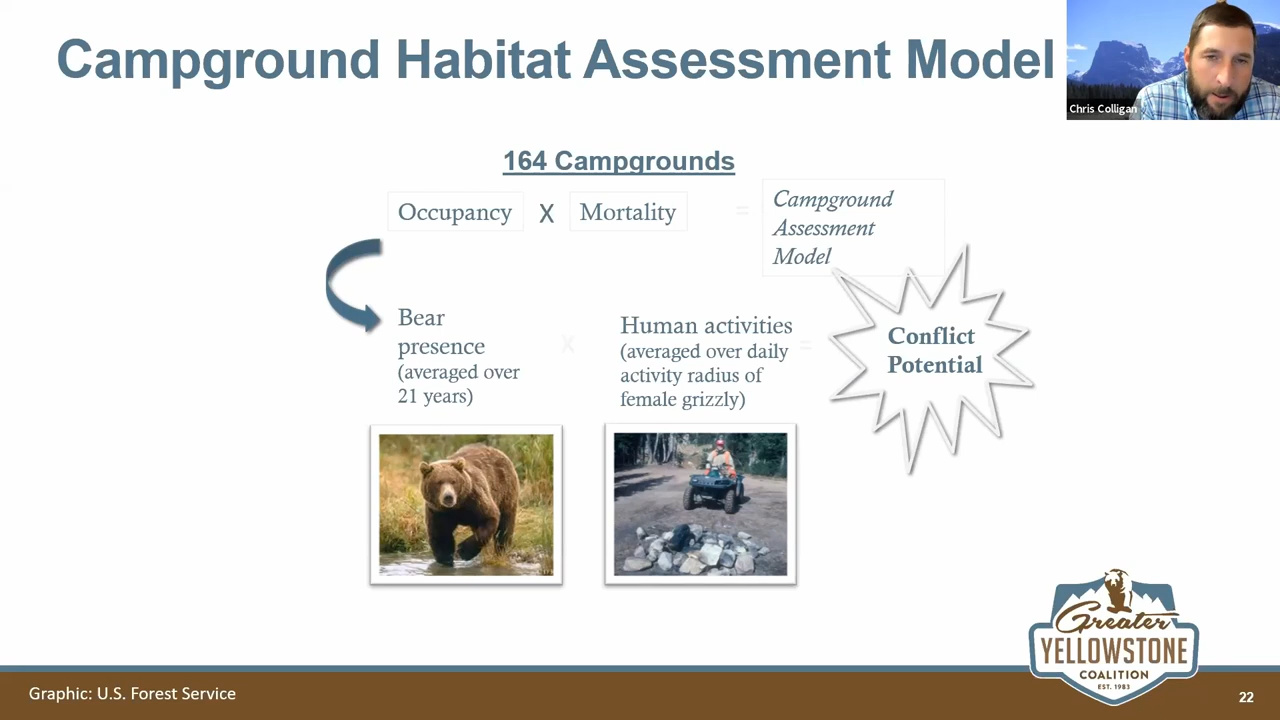 Campground Habitat Assessment Model
Chris Colligan
164 Campgrounds
Occupancy X Mortality =
Campground
Assessment
Model
Bear
presence
(averaged over
21 years)
x
Human activities
(averaged over daily
activity radius of
female grizzly)
=
Conflict
Potential
Greater
YELLOWSTONE
COALITION
EST. 1983
Graphic: U.S. Forest Service
22